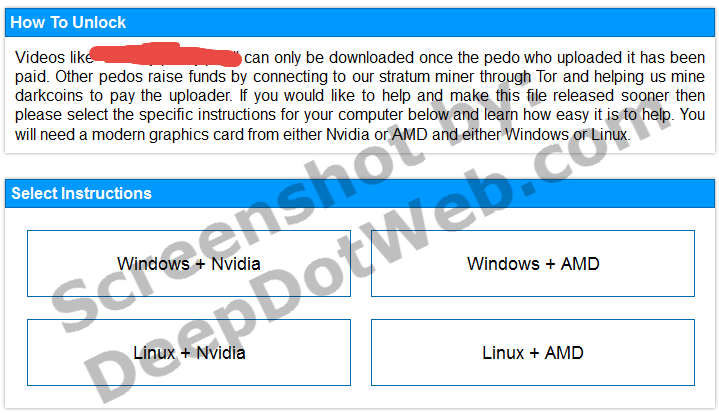 How To Unlock
Videos like can only be downloaded once the pedo who uploaded it has been
paid. Other pedos raise funds by connecting to our stratum miner through Tor and helping us mine
darkcoins to pay the uploader. If you would like to help and make this file released sooner then
please select the specific instructions for your computer below and learn how easy it is to help. You
will need a modern graphics card from either Nvidia or AMD and either Windows or Linux.
Select Instructions
Windows + Nvidia
Windows + AMD
Linux + Nvidia
Linux + AMD
Screenshot by:
DeepDotWeb.com